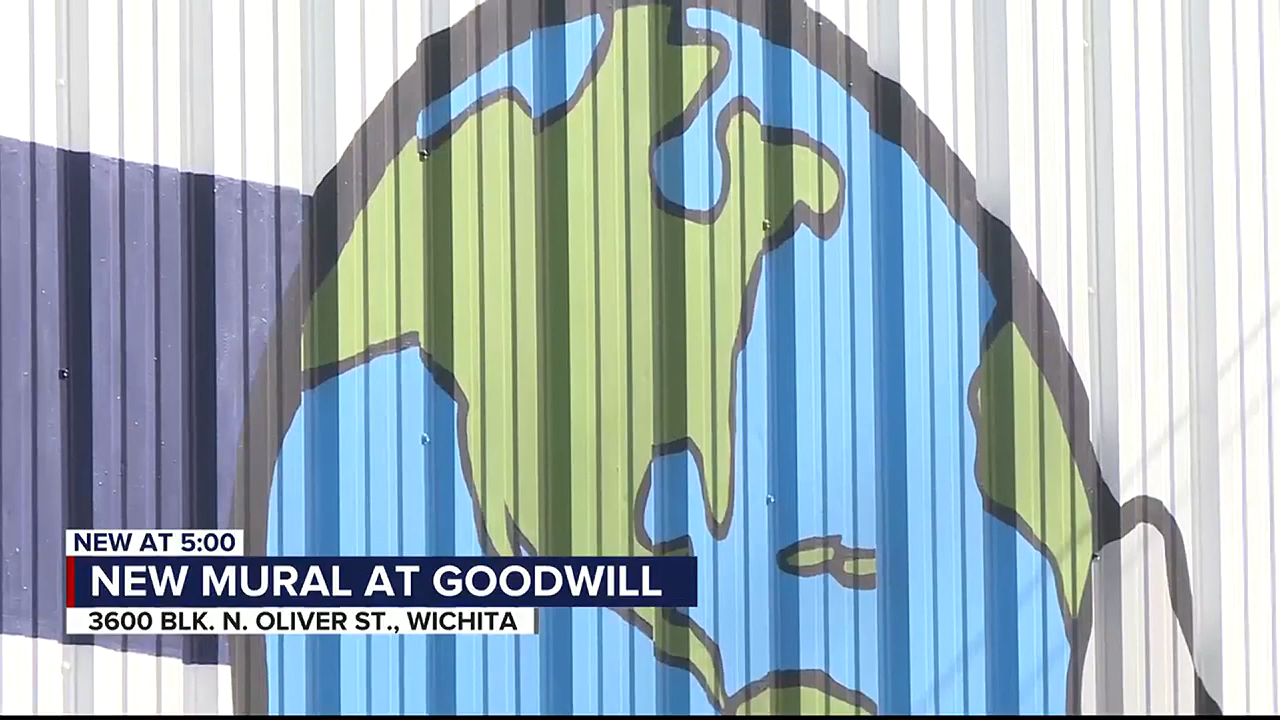 NEW AT 5:00
NEW MURAL AT GOODWILL
3600 BLK. N. OLIVER ST., WICHITA